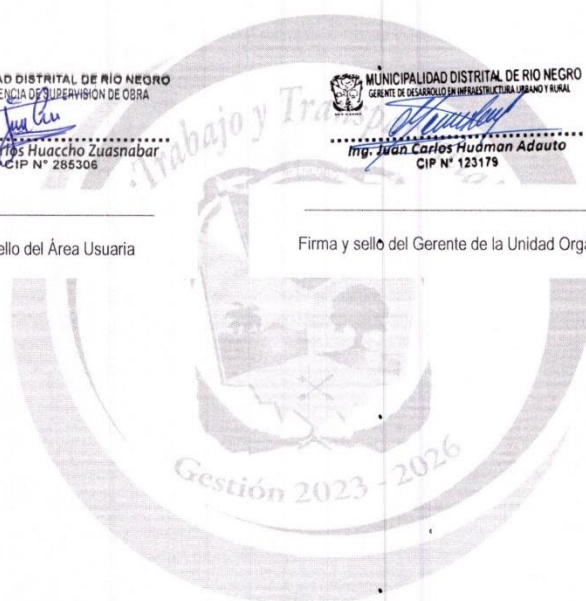 AD DISTRITAL DE RÍO NEGRO
ENCIA DE SUPERVISIÓN DE OBRA
Huaccho Zuasnabar
CIP N° 285306
ello del Área Usuaria
MUNICIPALIDAD DISTRITAL DE RIO NEGRO
GERENTE DE DESARROLLO EN INFRAESTRUCTURA URBANO Y RURAL
Ing. Juan Carlos Hudman Adauto
CIP N° 123179
Firma y sello del Gerente de la Unidad Orga
Trabajo y
Gestión 2023 - 2026